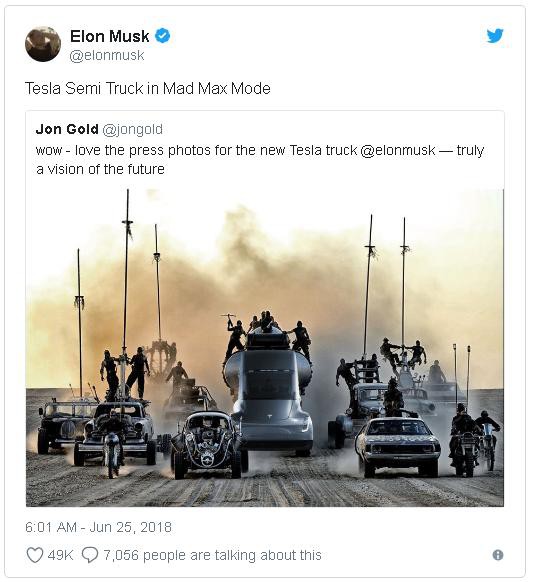 Elon Musk
@elonmusk
Tesla Semi Truck in Mad Max Mode
Jon Gold @jongold
wow - love the press photos for the new Tesla truck @elonmusk — truly
a vision of the future
6:01 AM - Jun 25, 2018
49K 7,056 people are talking about this